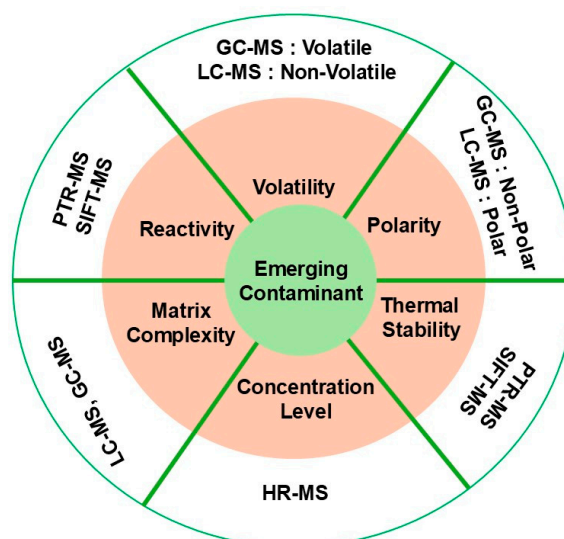 GC-MS : Volatile
LC-MS : Non-Volatile
GC-MS : Non-Polar
LC-MS : Polar
PTR-MS
SIFT-MS
Volatility
Reactivity
Polarity
Emerging
Contaminant
Matrix
Complexity
Thermal
Stability
Concentration
Level
LC-MS, GC-MS
PTR-MS
SIFT-MS
HR-MS